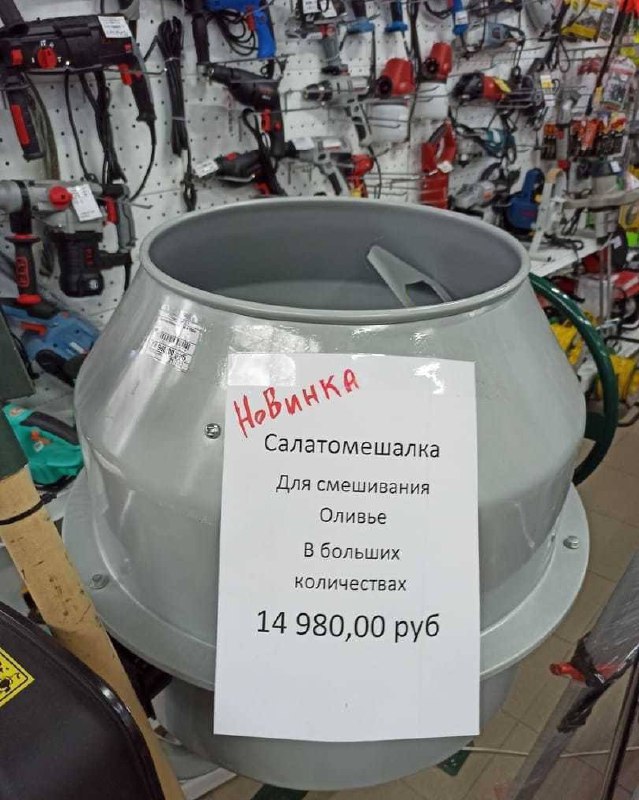 Новинка
Салатомешалка
Для смешивания
Оливье
В больших
количествах
14 980,00 руб